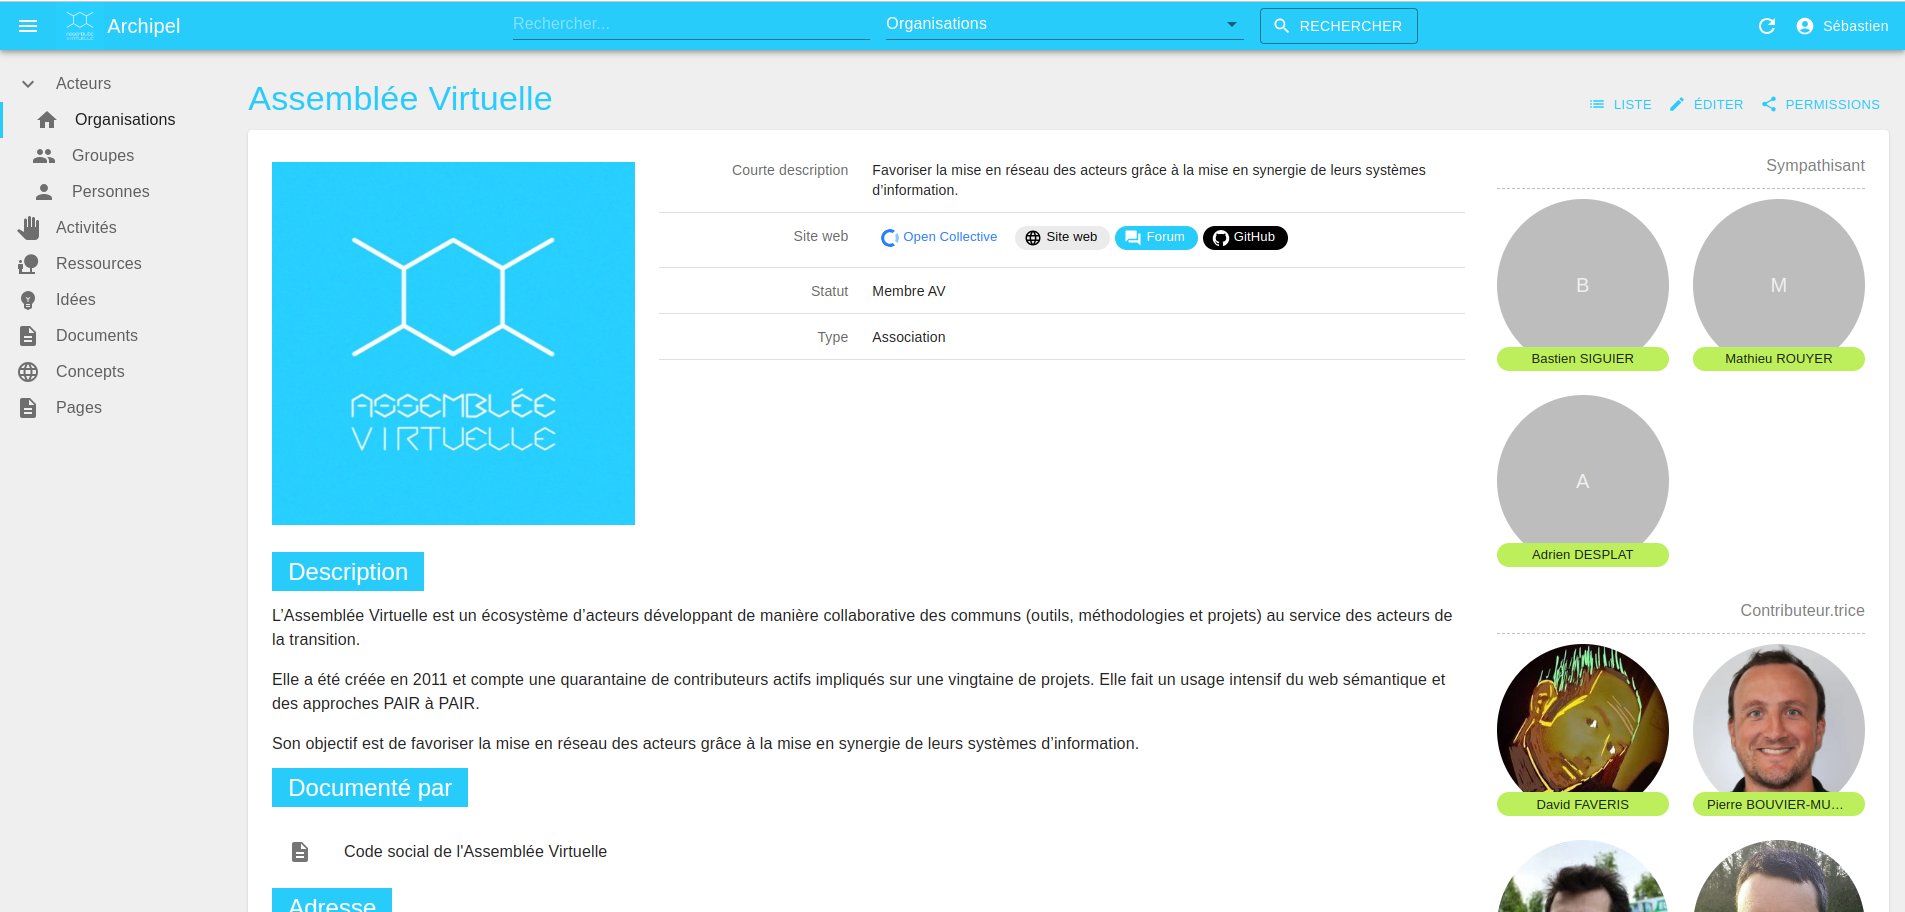 Archipel
Rechercher...
Organisations
RECHERCHER
Sébastien
Acteurs
Organisations
Groupes
Personnes
Activités
Ressources
Idées
Documents
Concepts
Pages
Assemblée Virtuelle
LISTE
ÉDITER
PERMISSIONS
ASSEMBLÉE
VIRTUELLE
Courte description
Favoriser la mise en réseau des acteurs grâce à la mise en synergie de leurs systèmes
d’information.
Site web
Open Collective
Site web
Forum
GitHub
Statut
Membre AV
Type
Association
Description
L’Assemblée Virtuelle est un écosystème d’acteurs développant de manière collaborative des communs (outils, méthodologies et projets) au service des acteurs de
la transition.
Elle a été créée en 2011 et compte une quarantaine de contributeurs actifs impliqués sur une vingtaine de projets. Elle fait un usage intensif du web sémantique et
des approches PAIR à PAIR.
Son objectif est de favoriser la mise en réseau des acteurs grâce à la mise en synergie de leurs systèmes d’information.
Documenté par
Code social de l'Assemblée Virtuelle
Adresse
Sympathisant
B
M
Bastien SIGUIER
Mathieu ROUYER
A
Adrien DESPLAT
Contributeur.trice
David FAVERIS
Pierre BOUVIER-MU…